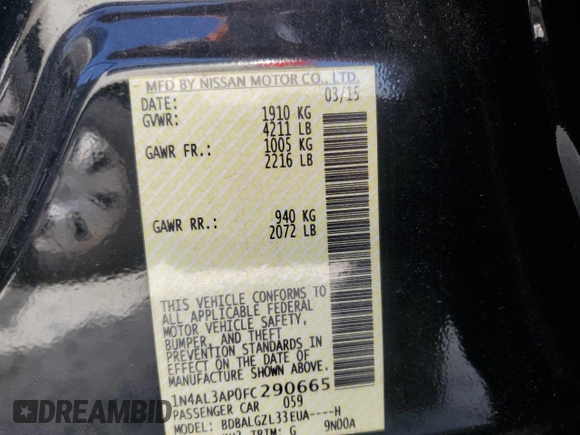 MFD BY NISSAN MOTOR CO., LTD.
DATE: 03/15
GVWR: 1910 KG
4211 LB
GAWR FR.: 1005 KG
2216 LB
GAWR RR.: 940 KG
2072 LB
THIS VEHICLE CONFORMS TO
ALL APPLICABLE FEDERAL
MOTOR VEHICLE SAFETY,
BUMPER, AND THEFT
PREVENTION STANDARDS IN
EFFECT ON THE DATE OF
MANUFACTURE SHOWN ABOVE.
1N4AL3AP0FC290665
PASSENGER CAR 059
MODEL: BDBALGZL33EUA----H
TRIM: G 9N00A
AUTOHELPERBOT.COM